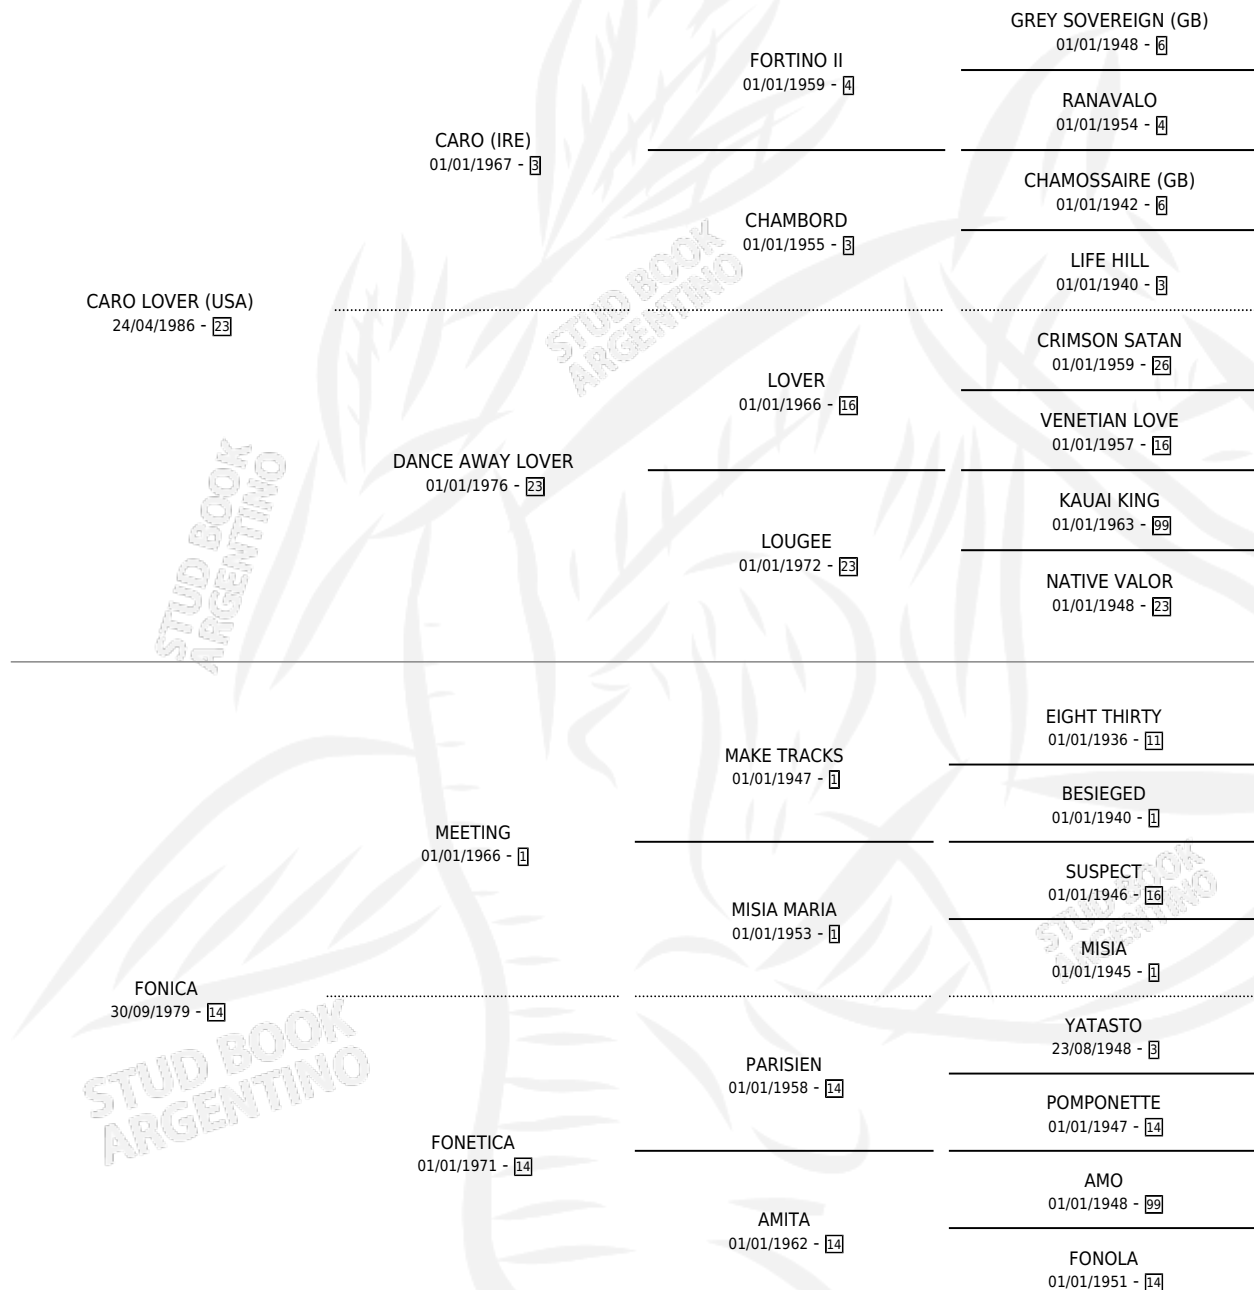 GREY SOVEREIGN (GB)
01/01/1948 - 6
FORTINO II
01/01/1959 - 4
RANAVALO
01/01/1954 - 4
CARO (IRE)
01/01/1967 - 3
CHAMOSSAIRE (GB)
01/01/1942 - 6
CHAMBORD
01/01/1955 - 3
LIFE HILL
01/01/1940 - 3
CARO LOVER (USA)
24/04/1986 - 23
CRIMSON SATAN
01/01/1959 - 26
LOVER
01/01/1966 - 16
VENETIAN LOVE
01/01/1957 - 16
DANCE AWAY LOVER
01/01/1976 - 23
KAUAI KING
01/01/1963 - 99
LOUGEE
01/01/1972 - 23
NATIVE VALOR
01/01/1948 - 23
EIGHT THIRTY
01/01/1936 - 11
MAKE TRACKS
01/01/1947 - 1
BESIEGED
01/01/1940 - 1
MEETING
01/01/1966 - 1
SUSPECT
01/01/1946 - 16
MISIA MARIA
01/01/1953 - 1
MISIA
01/01/1945 - 1
FONICA
30/09/1979 - 14
YATASTO
23/08/1948 - 3
PARISIEN
01/01/1958 - 14
POMPONETTE
01/01/1947 - 14
FONETICA
01/01/1971 - 14
AMO
01/01/1948 - 99
AMITA
01/01/1962 - 14
FONOLA
01/01/1951 - 14
STUD BOOK
ARGENTINO
STUD BOOK
ARGENTINO
STUD BOOK
ARGENTINO
STUD BOOK
ARGENTINO